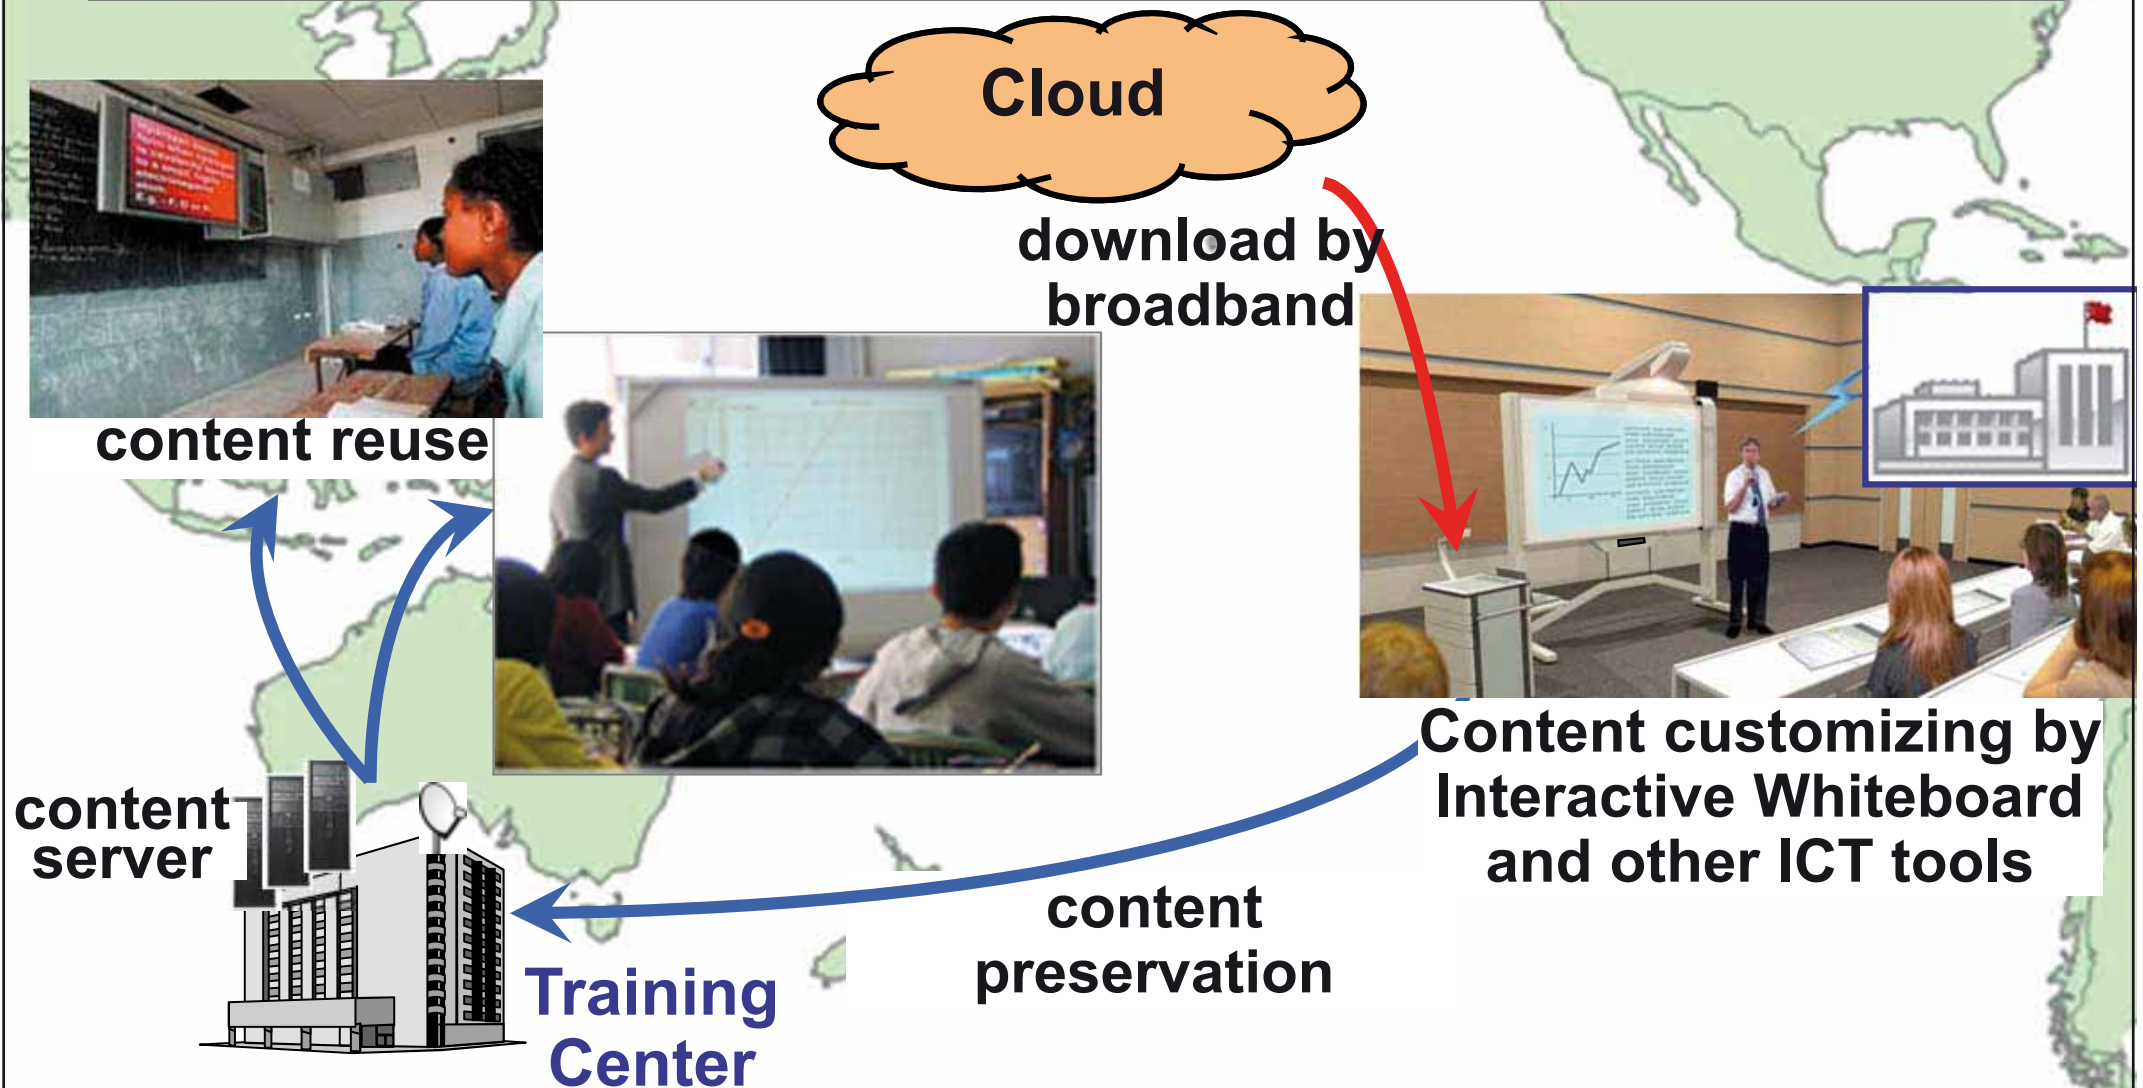 Cloud
download by
broadband
content reuse
Content customizing by
Interactive Whiteboard
and other ICT tools
content
server
content
preservation
Training
Center